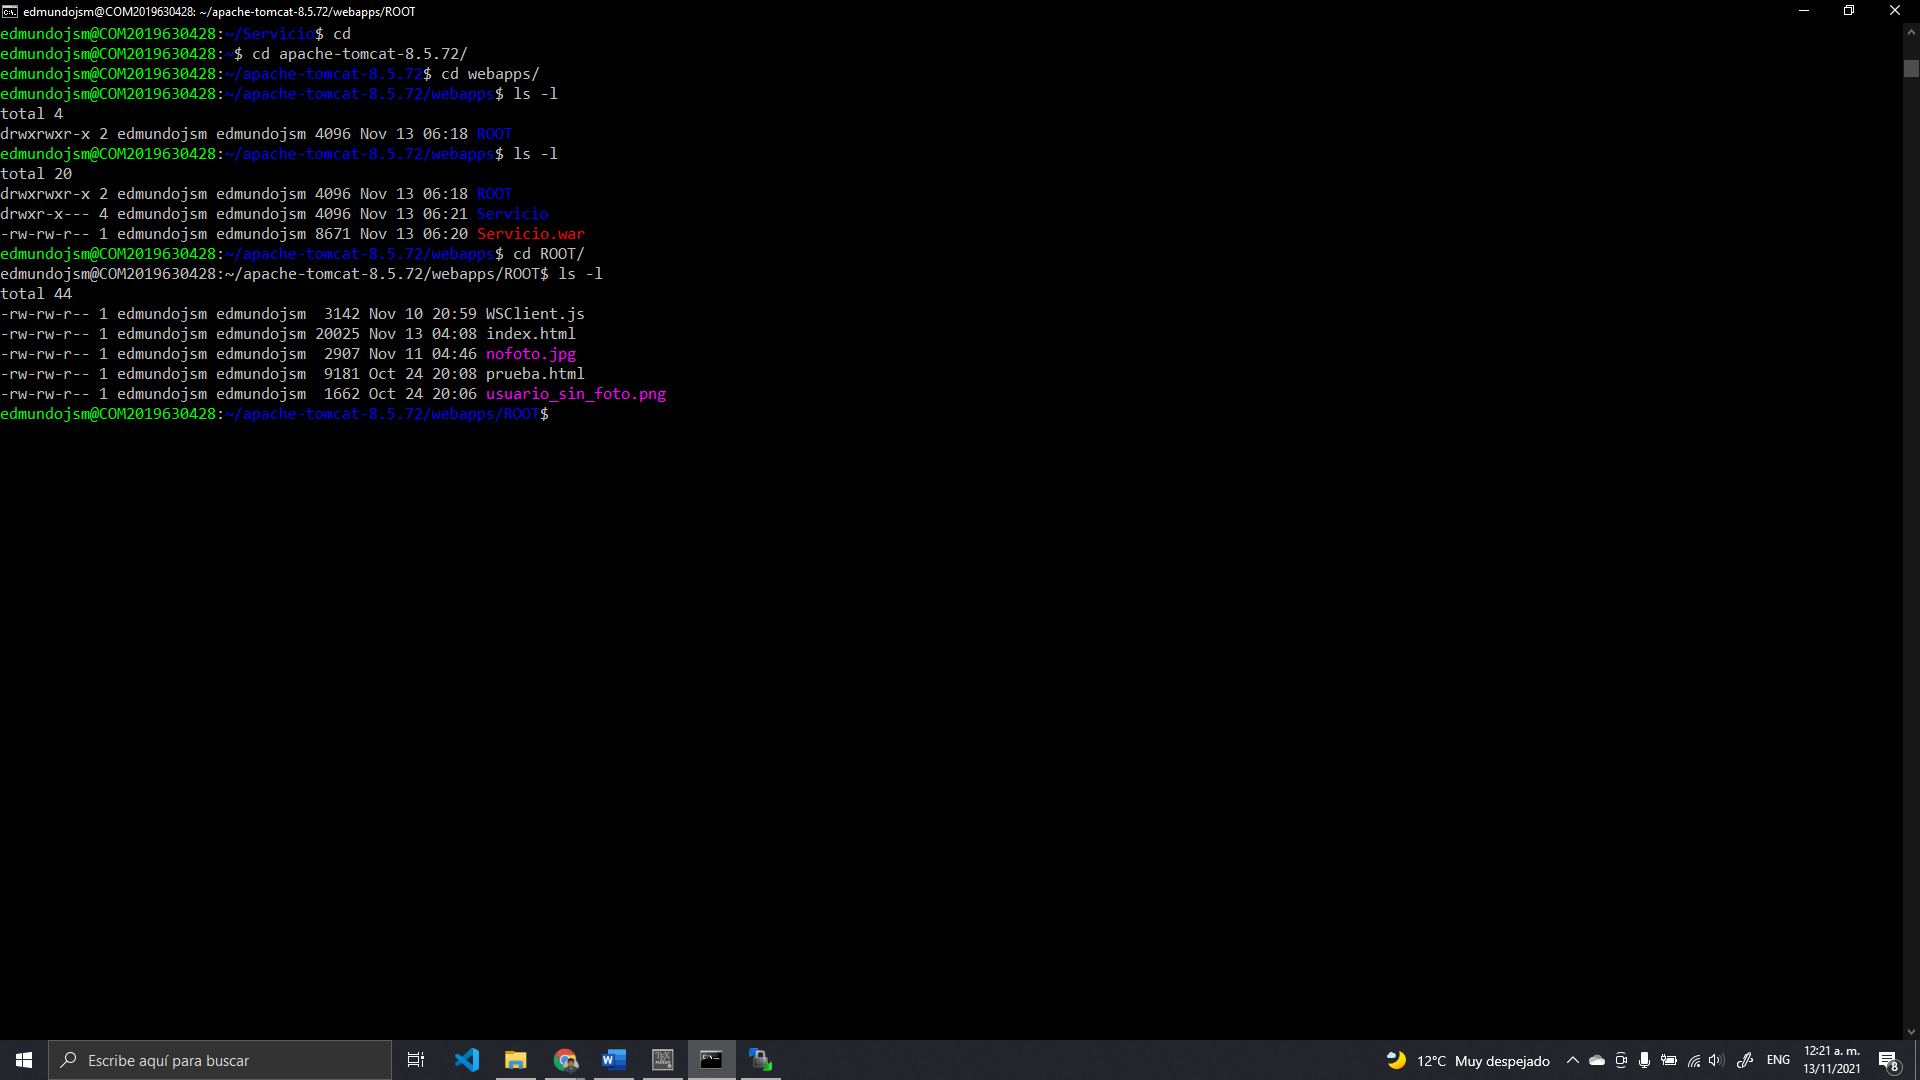 edmundojsm@COM2019630428: ~/apache-tomcat-8.5.72/webapps/ROOT
edmundojsm@COM2019630428:~/Servicio$ cd
edmundojsm@COM2019630428:~$ cd apache-tomcat-8.5.72/
edmundojsm@COM2019630428:~/apache-tomcat-8.5.72$ cd webapps/
edmundojsm@COM2019630428:~/apache-tomcat-8.5.72/webapps$ ls -l
total 4
drwxrwxr-x 2 edmundojsm edmundojsm 4096 Nov 13 06:18 ROOT
edmundojsm@COM2019630428:~/apache-tomcat-8.5.72/webapps$ ls -l
total 20
drwxrwxr-x 2 edmundojsm edmundojsm 4096 Nov 13 06:18 ROOT
drwxr-x--- 4 edmundojsm edmundojsm 4096 Nov 13 06:21 Servicio
-rw-rw-r-- 1 edmundojsm edmundojsm 8671 Nov 13 06:20 Servicio.war
edmundojsm@COM2019630428:~/apache-tomcat-8.5.72/webapps$ cd ROOT/
edmundojsm@COM2019630428:~/apache-tomcat-8.5.72/webapps/ROOT$ ls -l
total 44
-rw-rw-r-- 1 edmundojsm edmundojsm  3142 Nov 10 20:59 WSClient.js
-rw-rw-r-- 1 edmundojsm edmundojsm 20025 Nov 13 04:08 index.html
-rw-rw-r-- 1 edmundojsm edmundojsm  2907 Nov 11 04:46 nofoto.jpg
-rw-rw-r-- 1 edmundojsm edmundojsm  9181 Oct 24 20:08 prueba.html
-rw-rw-r-- 1 edmundojsm edmundojsm  1662 Oct 24 20:06 usuario_sin_foto.png
edmundojsm@COM2019630428:~/apache-tomcat-8.5.72/webapps/ROOT$
Escribe aquí para buscar
12°C Muy despejado
ENG
12:21 a. m.
13/11/2021
8